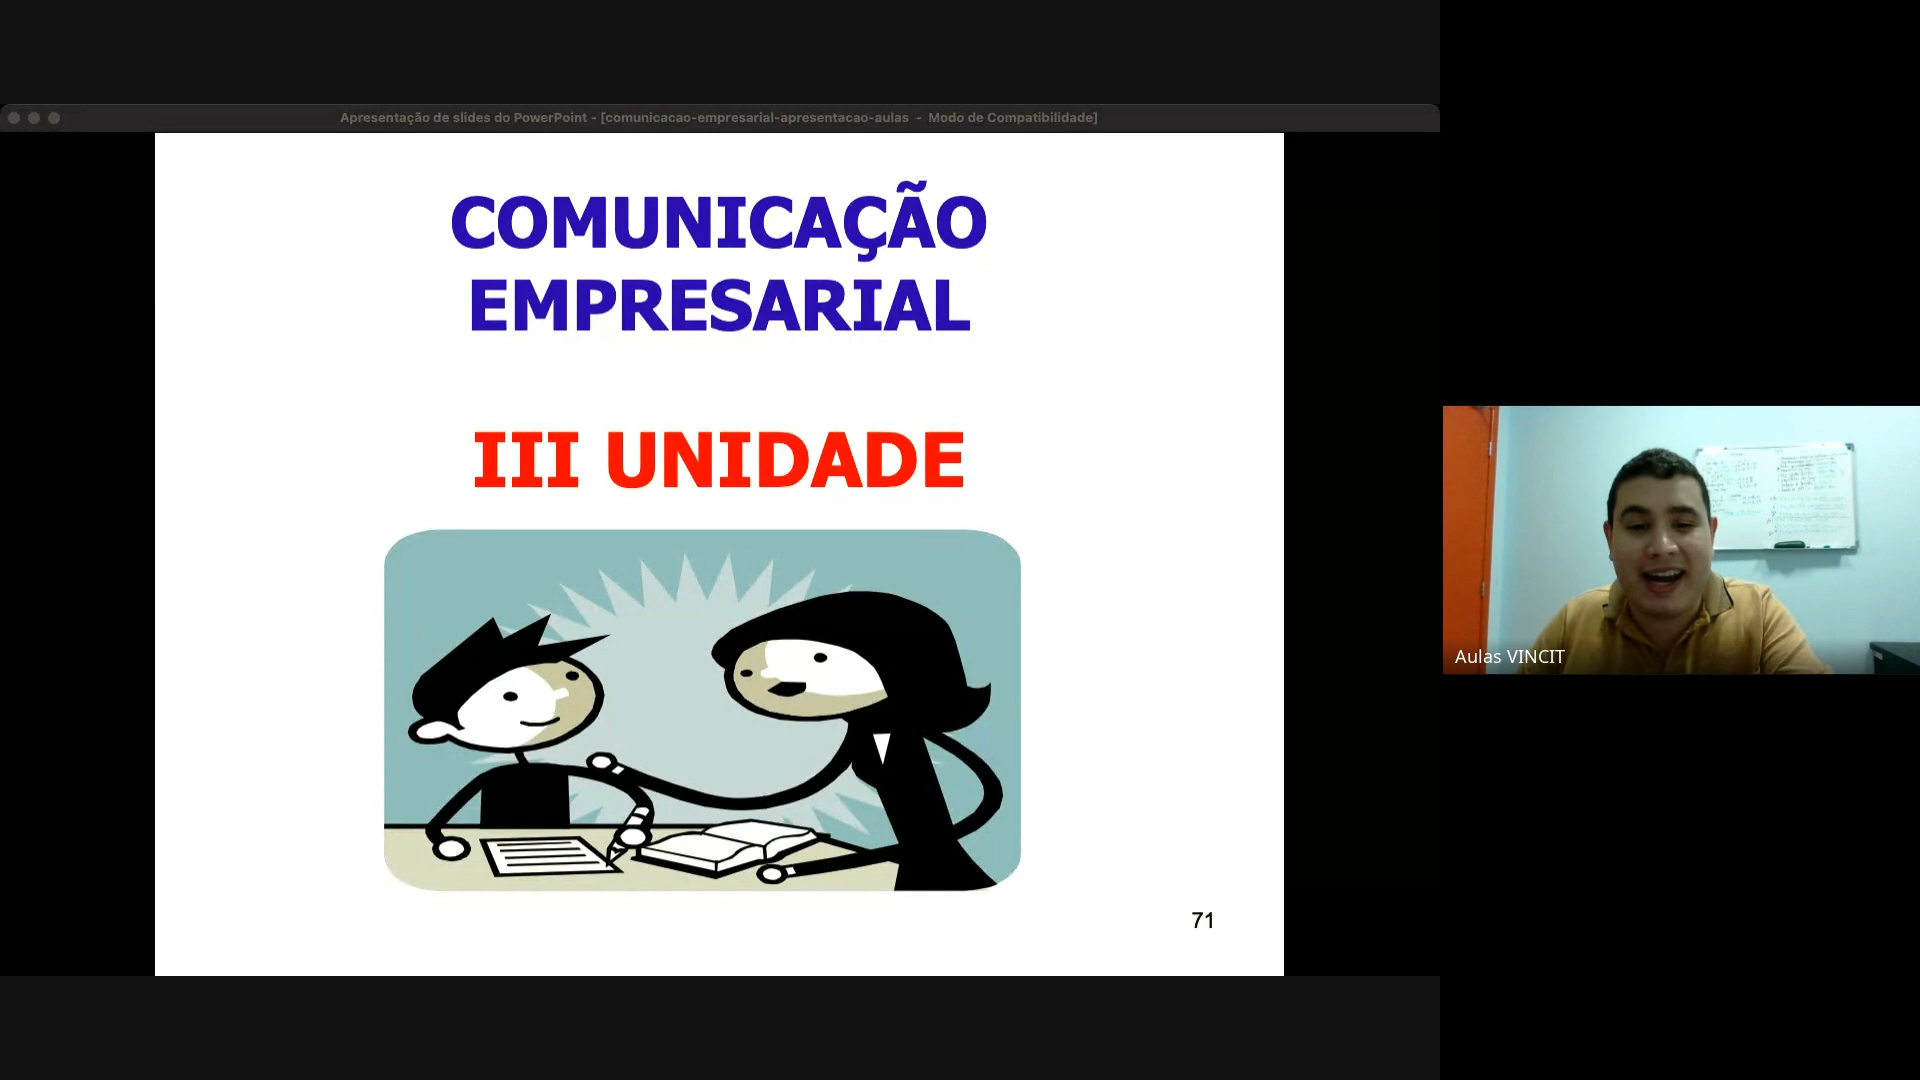 Apresentação de slides do PowerPoint - [comunicacao-empresarial-apresentacao-aulas - Modo de Compatibilidade]
COMUNICAÇÃO
EMPRESARIAL
III UNIDADE
71
Aulas VINCIT